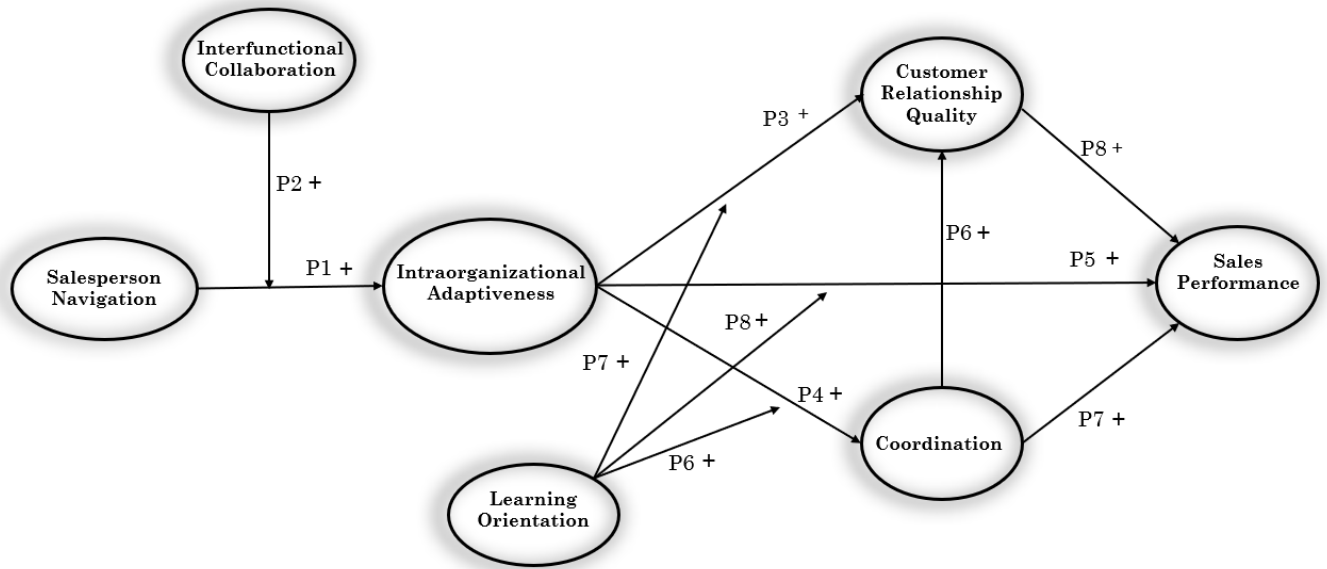 Interfunctional
Collaboration
Customer
Relationship
Quality
P3 +
P8 +
P2 +
P6 +
Salesperson
Navigation
P1 +
Intraorganizational
Adaptiveness
P5 +
Sales
Performance
P8 +
P7 +
P4 +
Coordination
P7 +
P6 +
Learning
Orientation